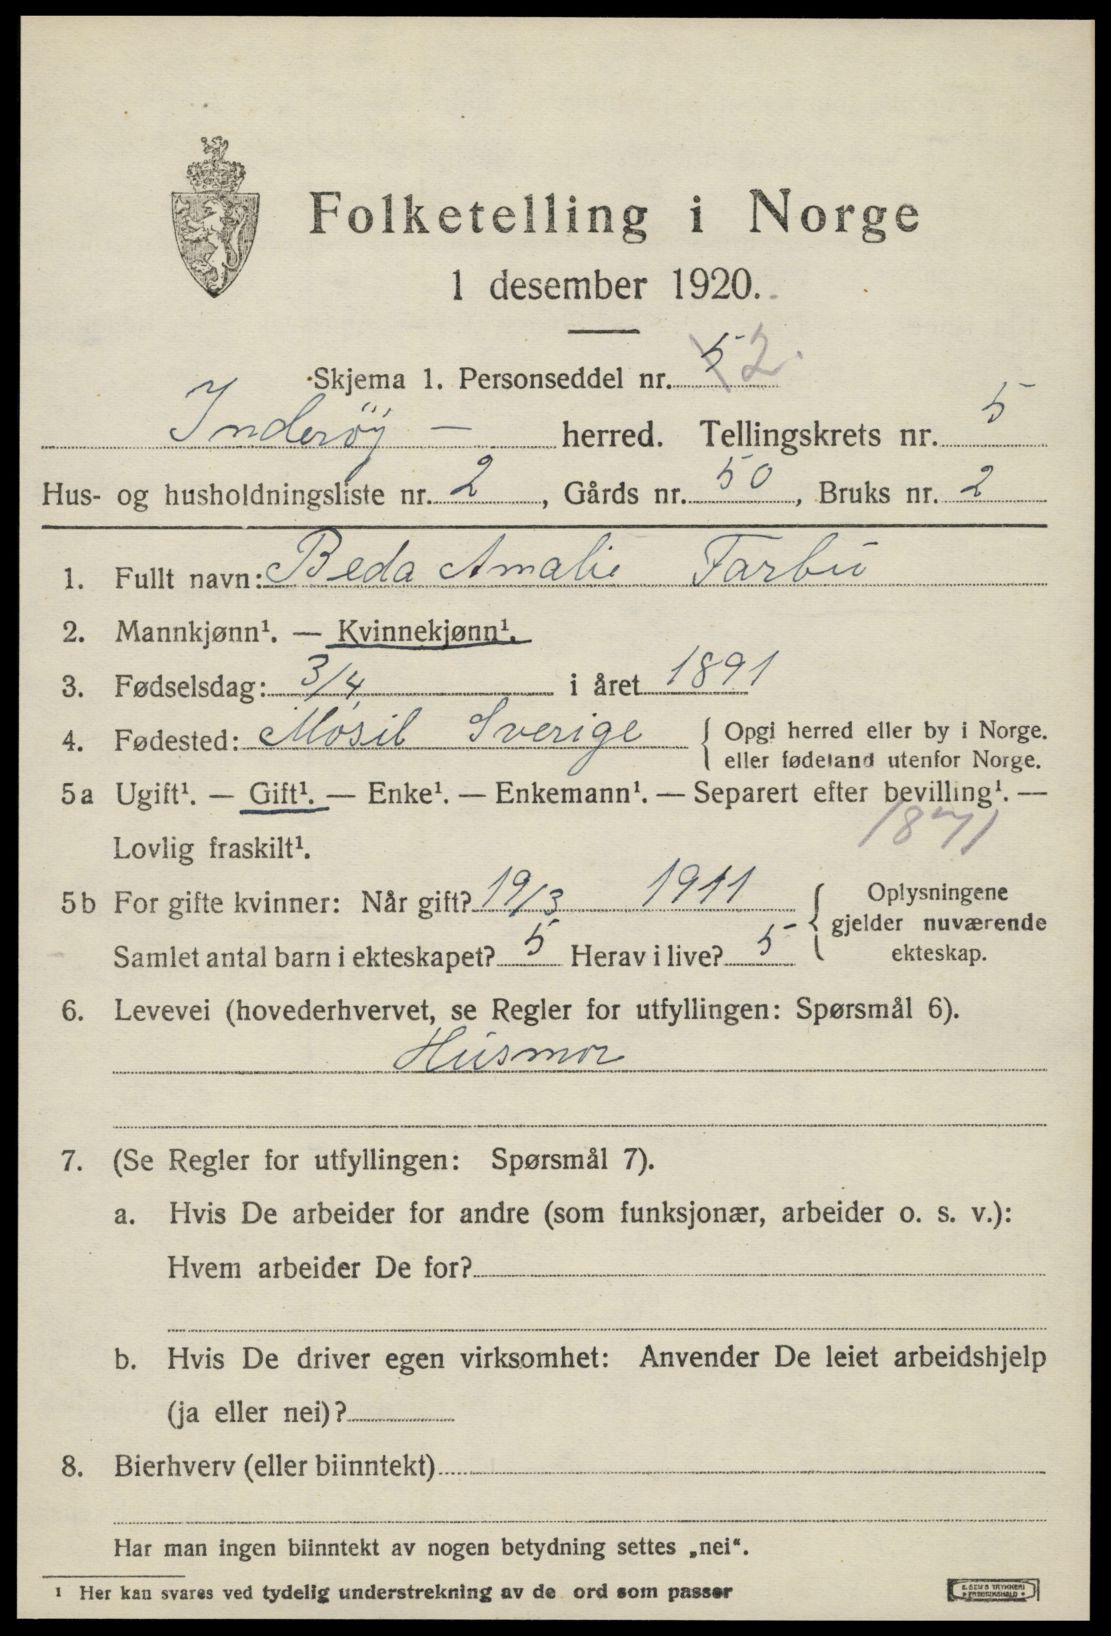 Folketelling i Norge
1 desember 1920.
Skjema 1. Personseddel nr. 5 2.
Inderøy — herred. Tellingskrets nr. 5
Hus- og husholdningsliste nr. 2, Gårds nr. 50, Bruks nr. 2
1. Fullt navn: Beda Amalie Farbu
2. Mannkjønn¹. — Kvinnekjønn¹.
3. Fødselsdag: 3/4 i året 1891
4. Fødested: Mosil Sverige { Opgi herred eller by i Norge.
eller fødeland utenfor Norge.
5a Ugift¹. — Gift¹. — Enke¹. — Enkemann¹. — Separert efter bevilling¹. —
Lovlig fraskilt¹. 1871
5b For gifte kvinner: Når gift? 19/3 1911 { Oplysningene
gjelder nuværende
Samlet antal barn i ekteskapet? 5 Herav i live? 5 ekteskap.
6. Levevei (hovederhvervet, se Regler for utfyllingen: Spørsmål 6).
Husmor
7. (Se Regler for utfyllingen: Spørsmål 7).
a. Hvis De arbeider for andre (som funksjonær, arbeider o. s. v.):
Hvem arbeider De for?
b. Hvis De driver egen virksomhet: Anvender De leiet arbeidshjelp
(ja eller nei)?
8. Bierhverv (eller biinntekt)
Har man ingen biinntekt av nogen betydning settes „nei“.
¹ Her kan svares ved tydelig understrekning av de ord som passer